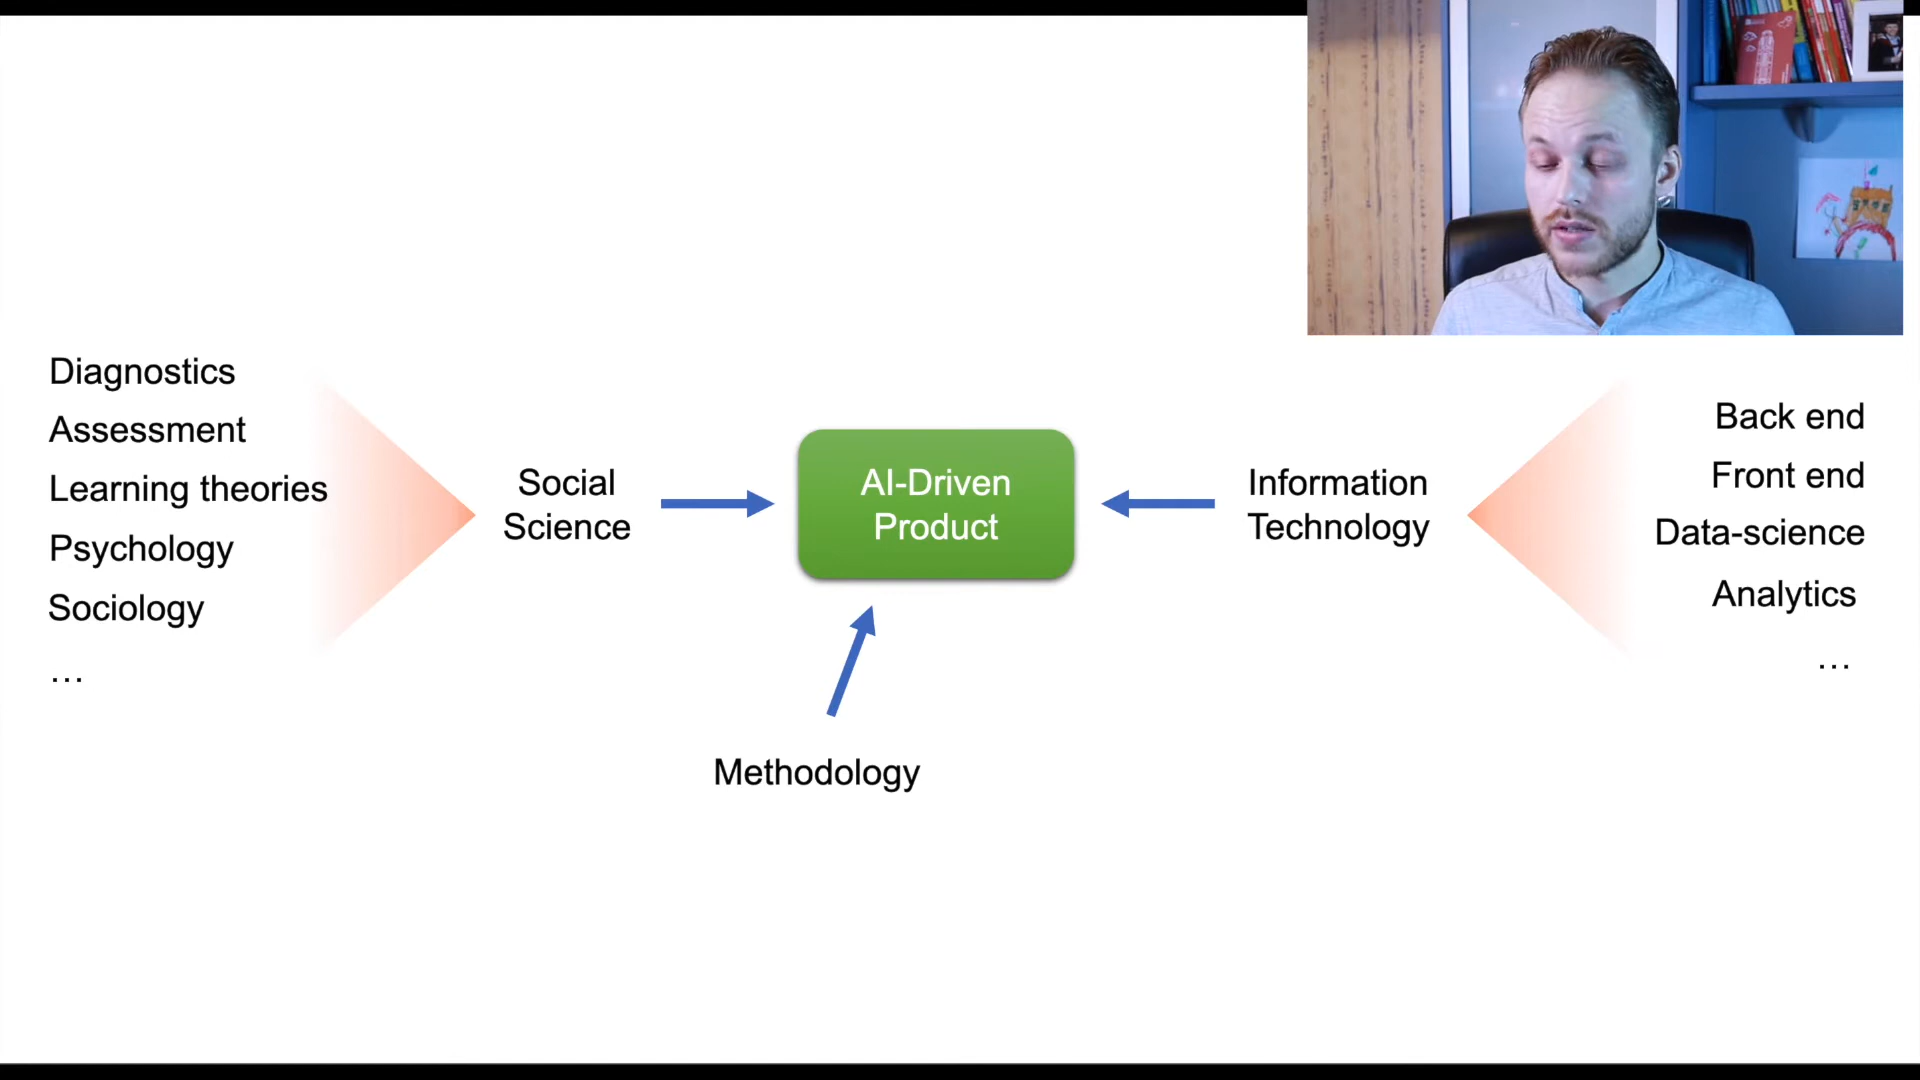 Diagnostics
Assessment
Learning theories
Psychology
Sociology
...
Social
Science
AI-Driven
Product
Methodology
Information
Technology
Back end
Front end
Data-science
Analytics
...